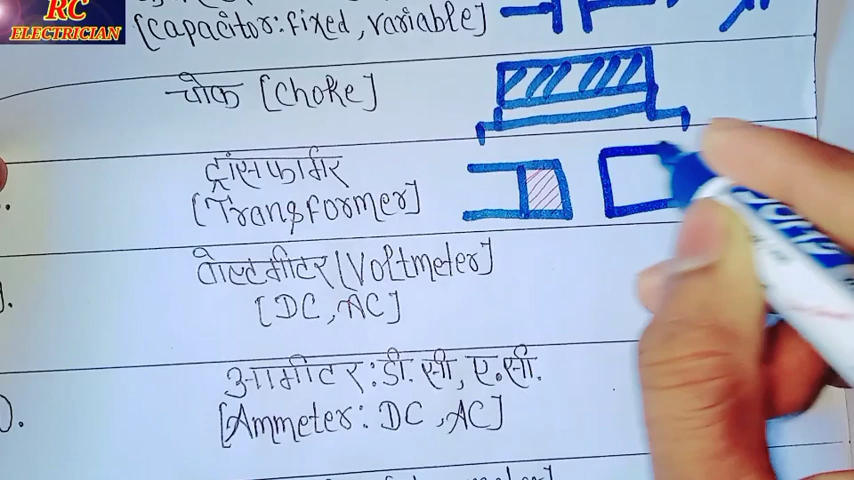 RC
ELECTRICIAN
[Capacitor: fixed, variable]
चोक [Choke]
ट्रांसफार्मर
[Transformer]
वोल्टमीटर [Voltmeter]
[DC, AC]
आमीटर: डी. सी, ए. सी.
[Ammeter: DC, AC]